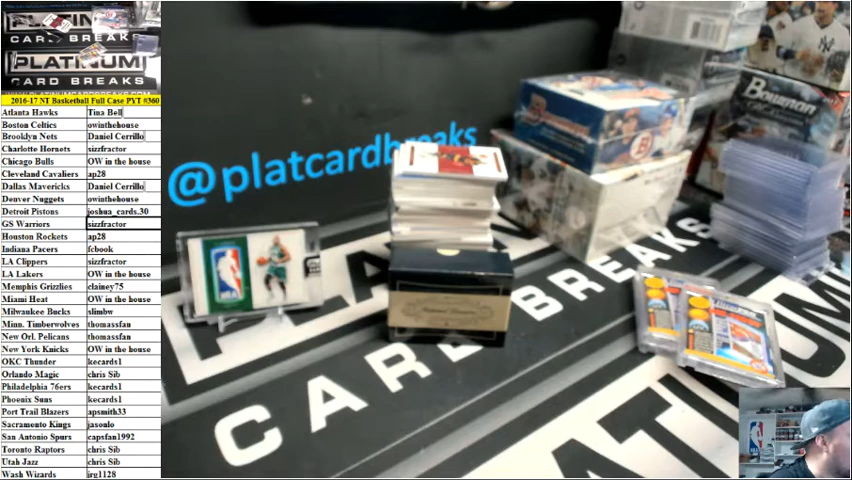 PLATINUM
CARD BREAKS
PLATINUM
CARD BREAKS
2016-17 NT Basketball Full Case PYT #360
Atlanta Hawks Tina Bell
Boston Celtics owinthehouse
Brooklyn Nets Daniel Cerrillo
Charlotte Hornets sizzfractor
Chicago Bulls OW in the house
Cleveland Cavaliers ap28
Dallas Mavericks Daniel Cerrillo
Denver Nuggets owinthehouse
Detroit Pistons joshua_cards.30
GS Warriors sizzfractor
Houston Rockets ap28
Indiana Pacers fcbook
LA Clippers sizzfractor
LA Lakers OW in the house
Memphis Grizzlies clainey75
Miami Heat OW in the house
Milwaukee Bucks slimbw
Minn. Timberwolves thomassfan
New Orl. Pelicans thomassfan
New York Knicks OW in the house
OKC Thunder kecards1
Orlando Magic chris Sib
Philadelphia 76ers kecards1
Phoenix Suns kecards1
Port Trail Blazers apsmith33
Sacramento Kings jasonlo
San Antonio Spurs capsfan1992
Toronto Raptors chris Sib
Utah Jazz chris Sib
Wash Wizards jrg1128
@platcardbreaks
Bowman
NBA
CARD BREAKS